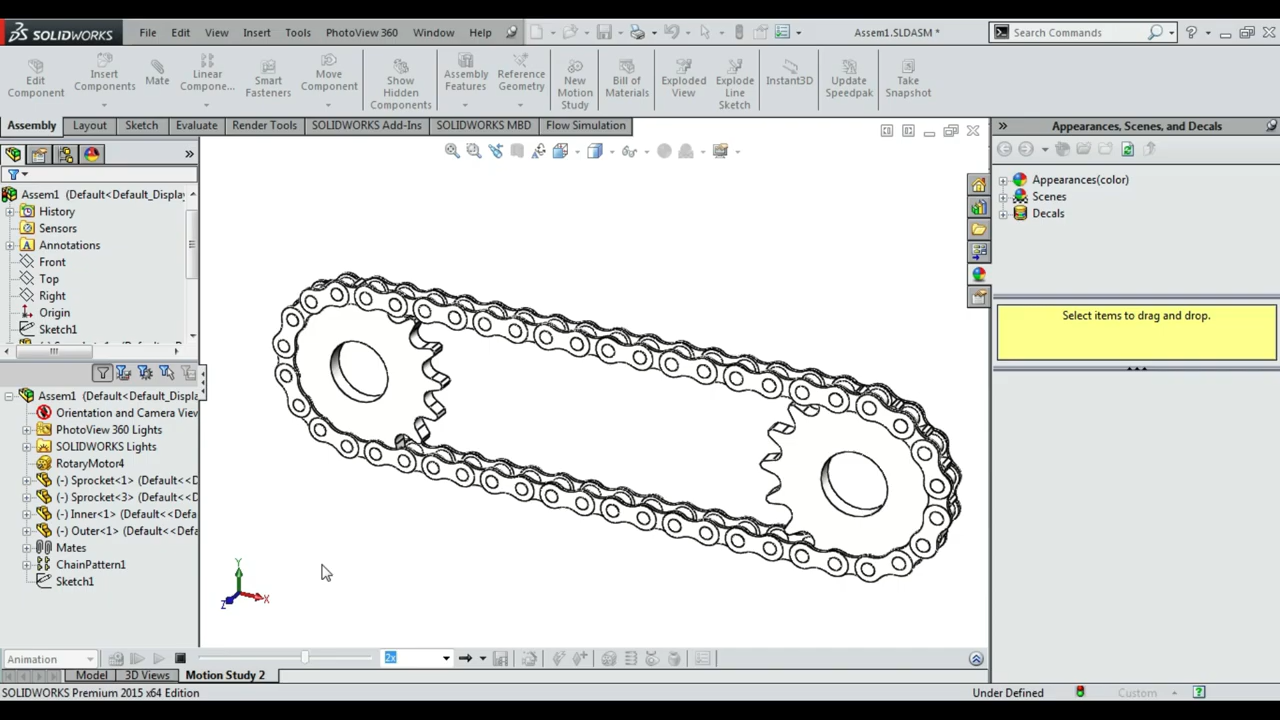 SOLIDWORKS File Edit View Insert Tools PhotoView 360 Window Help Assem1.SLDASM * Search Commands
Edit Component
Insert Components
Mate
Linear Compone...
Smart Fasteners
Move Component
Show Hidden Components
Assembly Features
Reference Geometry
New Motion Study
Bill of Materials
Exploded View
Explode Line Sketch
Instant3D
Update Speedpak
Take Snapshot
Assembly Layout Sketch Evaluate Render Tools SOLIDWORKS Add-Ins SOLIDWORKS MBD Flow Simulation
Appearances, Scenes, and Decals
Assem1 (Default<Default_Display
History
Sensors
Annotations
Front
Top
Right
Origin
Sketch1
Appearances(color)
Scenes
Decals
Select items to drag and drop.
Assem1 (Default<Default_Displa
Orientation and Camera View
PhotoView 360 Lights
SOLIDWORKS Lights
RotaryMotor4
(-) Sprocket<1> (Default<<D
(-) Sprocket<3> (Default<<D
(-) Inner<1> (Default<<Defa
(-) Outer<1> (Default<<Defa
Mates
ChainPattern1
Sketch1
Y
Z X
Animation 2x
Model 3D Views Motion Study 2
SOLIDWORKS Premium 2015 x64 Edition Under Defined Custom